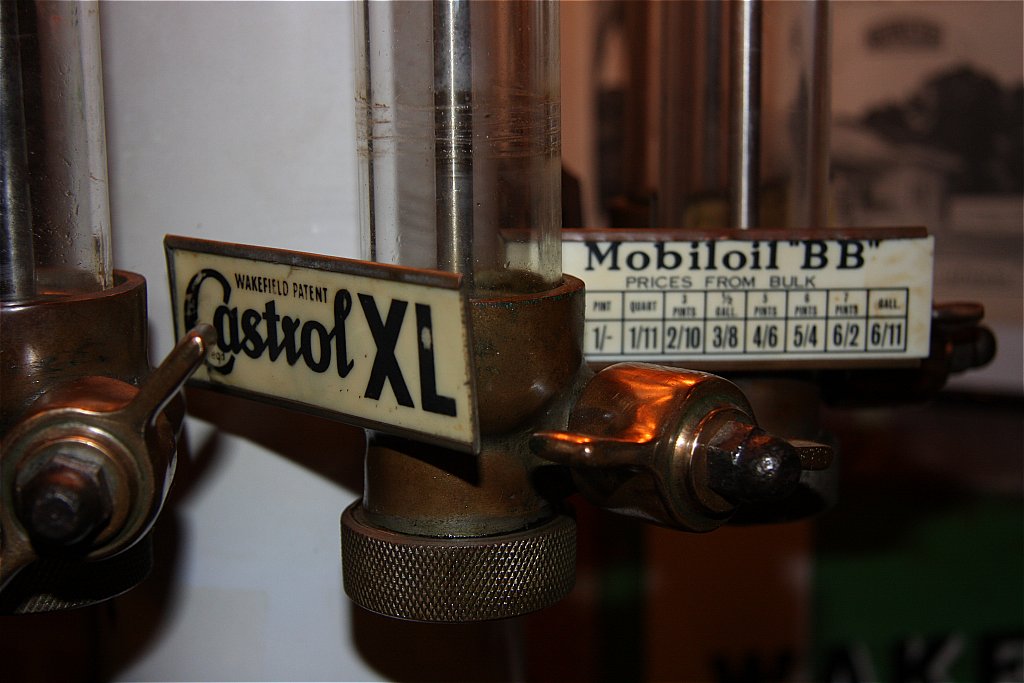 WAKEFIELD PATENT
Castrol XL
Mobiloil "BB"
PRICES FROM BULK
PINT QUART 3 PINTS ½ GALL. 5 PINTS 6 PINTS 7 PINTS GALL.
1/- 1/11 2/10 3/8 4/6 5/4 6/2 6/11
WAKE